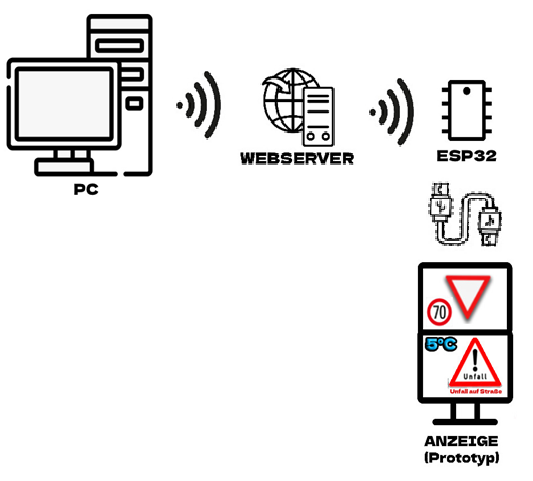 WEBSERVER
ESP32
PC
70
5°C
Unfall
Unfall auf Straße
ANZEIGE
(Prototyp)